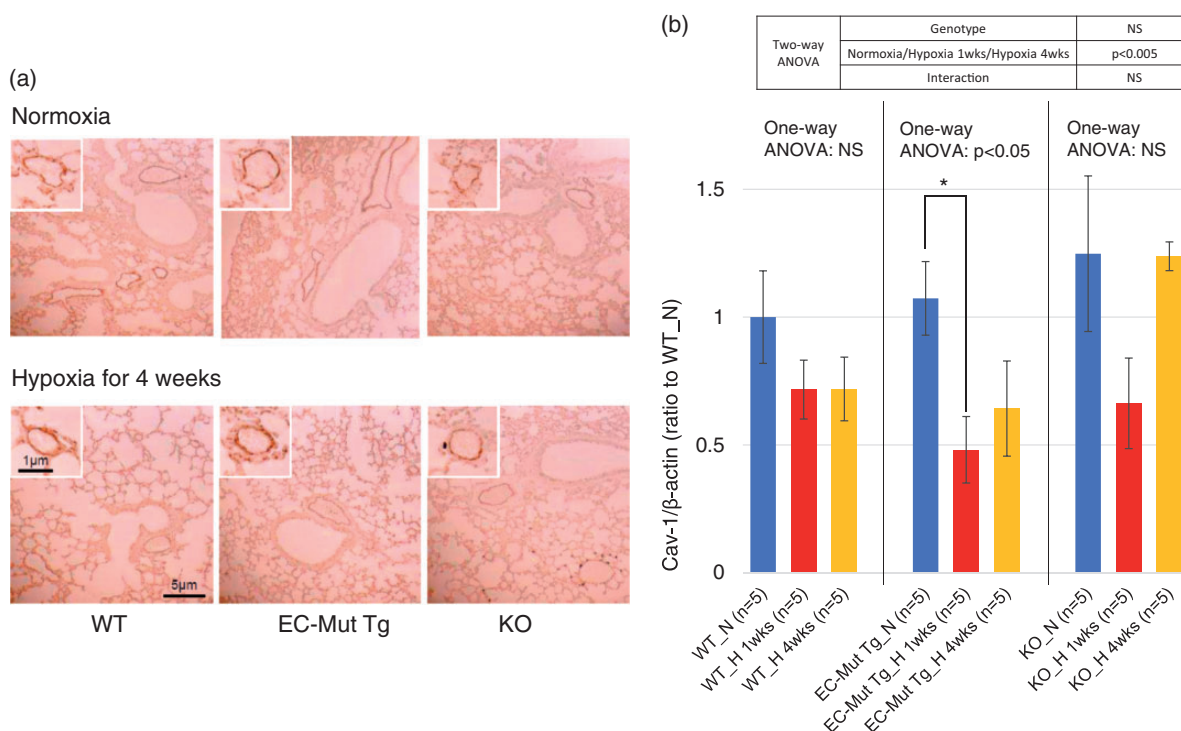 (a)
Normoxia
Hypoxia for 4 weeks
1μm
5μm
WT
EC-Mut Tg
KO
(b)
Two-way
ANOVA
Genotype
NS
Normoxia/Hypoxia 1wks/Hypoxia 4wks
p<0.005
Interaction
NS
One-way
ANOVA: NS
One-way
ANOVA: p<0.05
One-way
ANOVA: NS
*
Cav-1/β-actin (ratio to WT_N)
1.5
1
0.5
0
WT_N (n=5)
WT_H 1wks (n=5)
WT_H 4wks (n=5)
EC-Mut Tg_N (n=5)
EC-Mut Tg_H 1wks (n=5)
EC-Mut Tg_H 4wks (n=5)
KO_N (n=5)
KO_H 1wks (n=5)
KO_H 4wks (n=5)